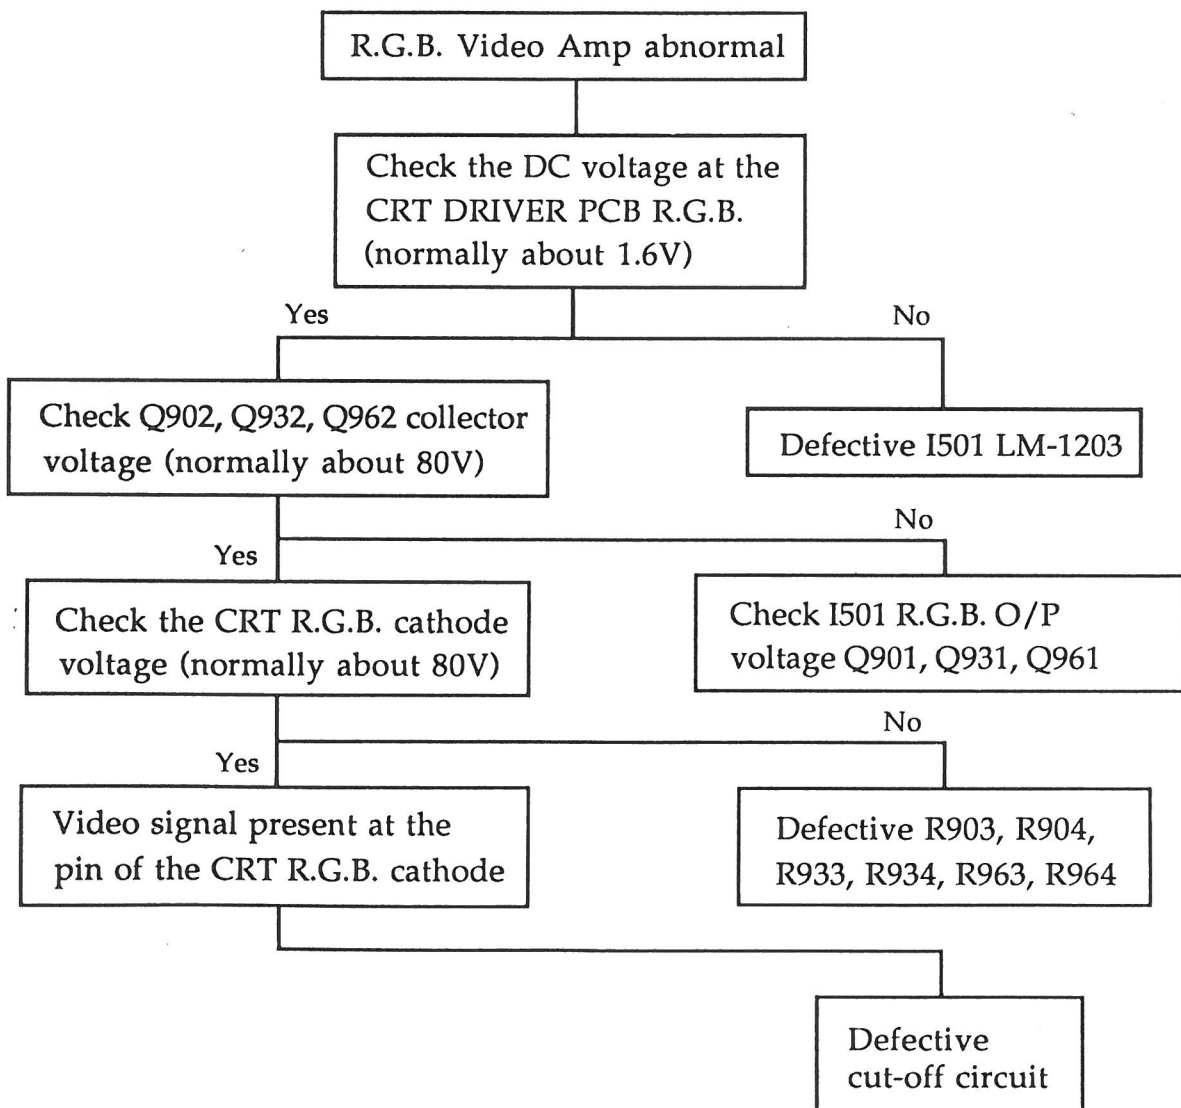 R.G.B. Video Amp abnormal
Check the DC voltage at the
CRT DRIVER PCB R.G.B.
(normally about 1.6V)
Yes
No
Check Q902, Q932, Q962 collector
voltage (normally about 80V)
Defective I501 LM-1203
No
Yes
Check the CRT R.G.B. cathode
voltage (normally about 80V)
Check I501 R.G.B. O/P
voltage Q901, Q931, Q961
No
Yes
Video signal present at the
pin of the CRT R.G.B. cathode
Defective R903, R904,
R933, R934, R963, R964
Defective
cut-off circuit